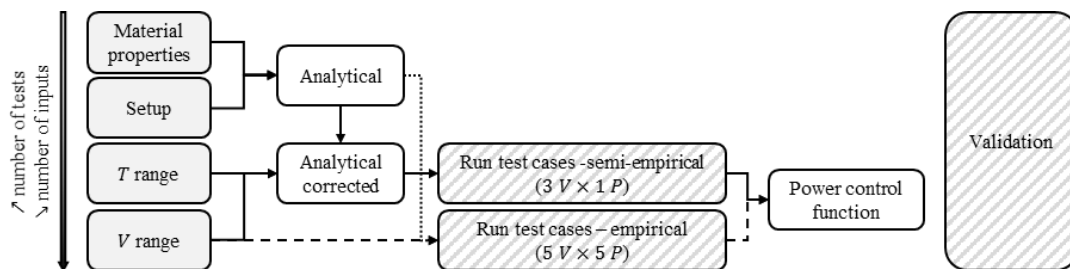 ↗ number of tests
↘ number of inputs
Material
properties
Setup
T range
V range
Analytical
Analytical
corrected
Run test cases -semi-empirical
(3 V × 1 P)
Run test cases – empirical
(5 V × 5 P)
Power control
function
Validation